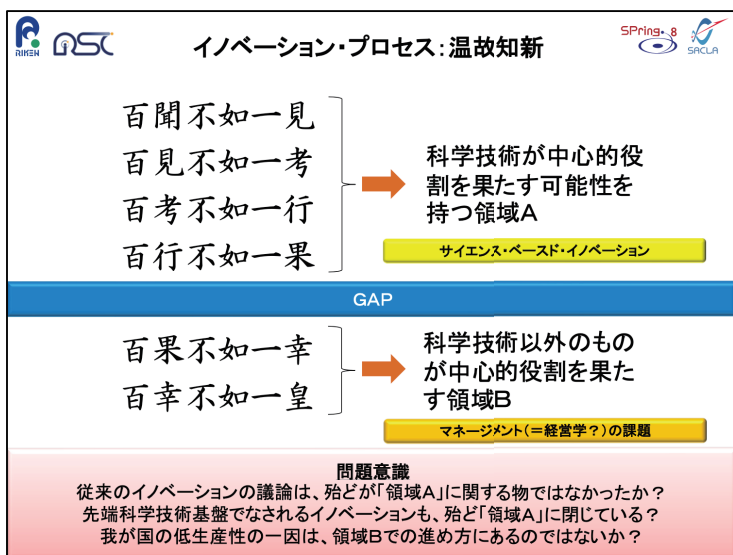 RIKEN
RSC
イノベーション・プロセス：温故知新
SPring-8
SACLA
百聞不如一見
百見不如一考
百考不如一行
百行不如一果
科学技術が中心的役
割を果たす可能性を
持つ領域A
サイエンス・ベースド・イノベーション
GAP
百果不如一幸
百幸不如一皇
科学技術以外のもの
が中心的役割を果た
す領域B
マネージメント（＝経営学？）の課題
問題意識
従来のイノベーションの議論は、殆どが「領域A」に関する物ではなかったか？
先端科学技術基盤でなされるイノベーションも、殆ど「領域A」に閉じている？
我が国の低生産性の一因は、領域Bでの進め方にあるのではないか？